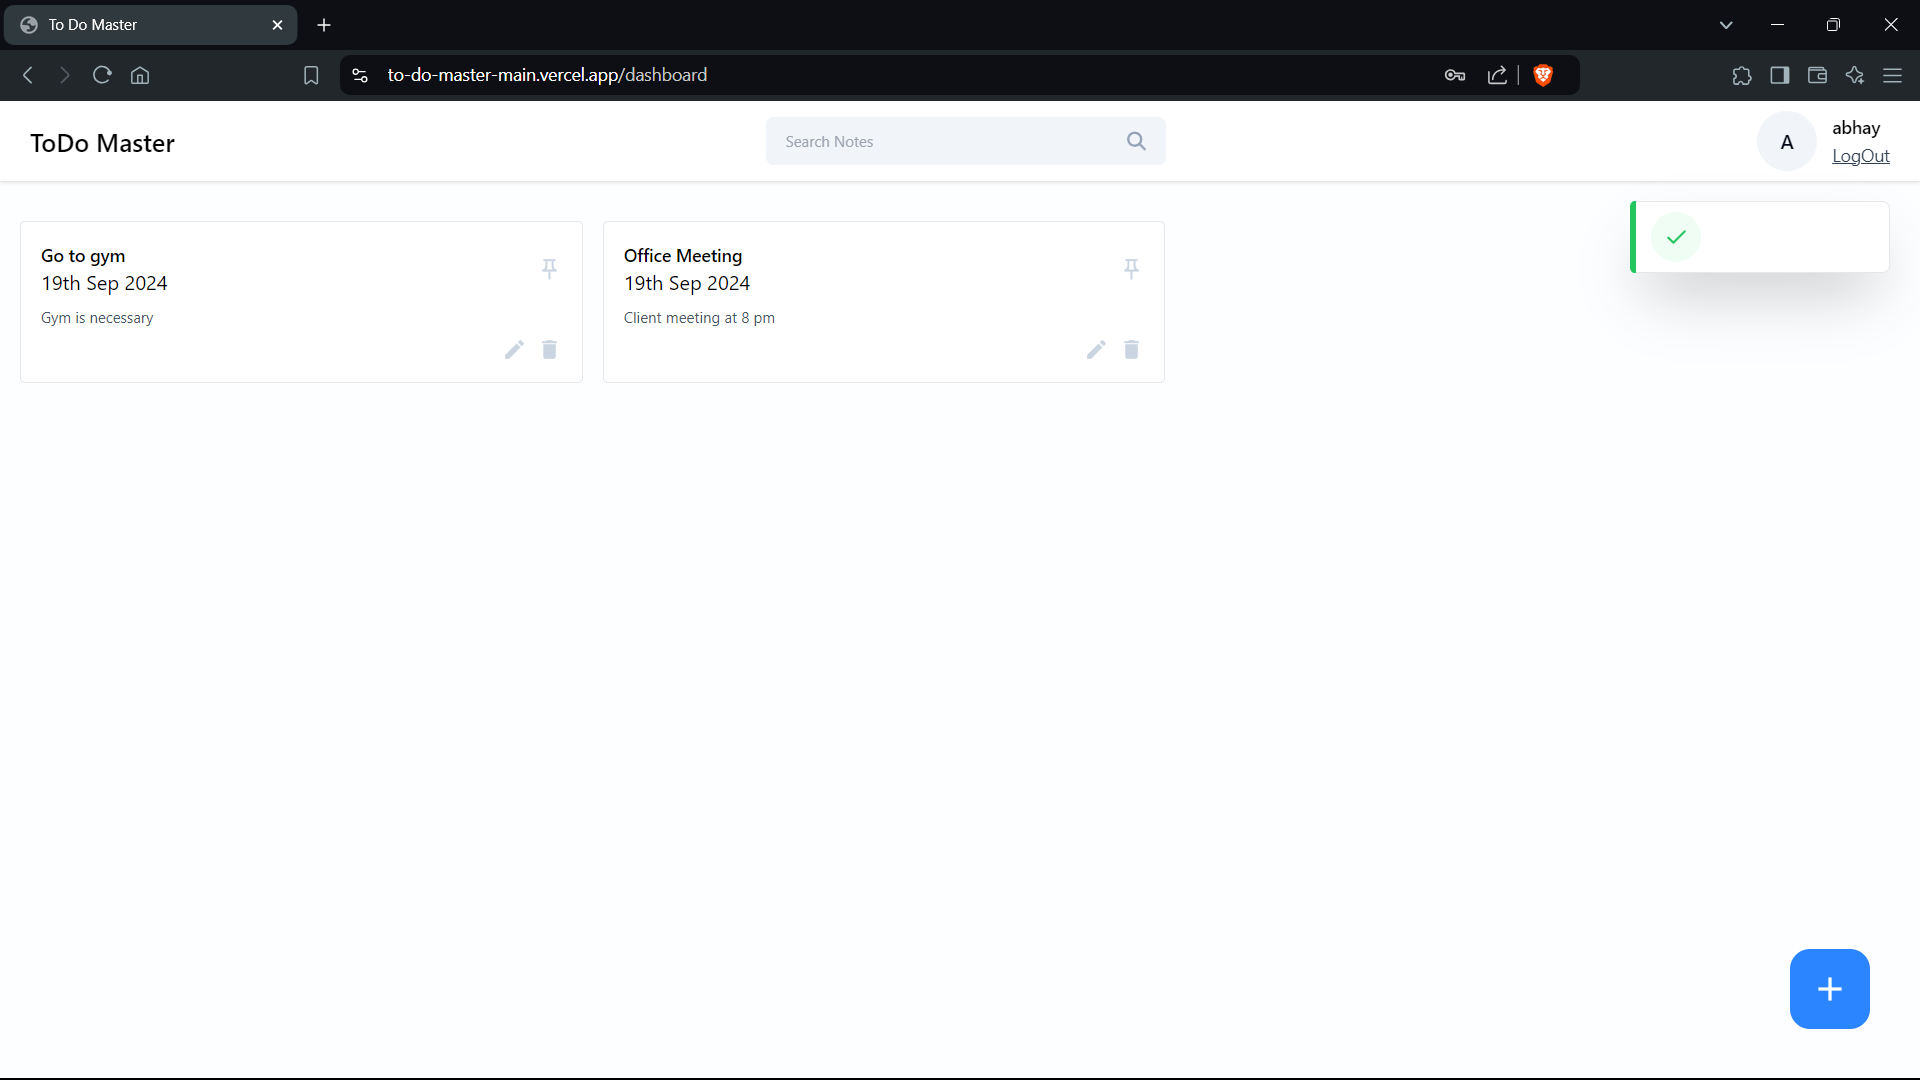 To Do Master
to-do-master-main.vercel.app/dashboard
ToDo Master
Search Notes
A
abhay
LogOut
Go to gym
19th Sep 2024
Gym is necessary
Office Meeting
19th Sep 2024
Client meeting at 8 pm